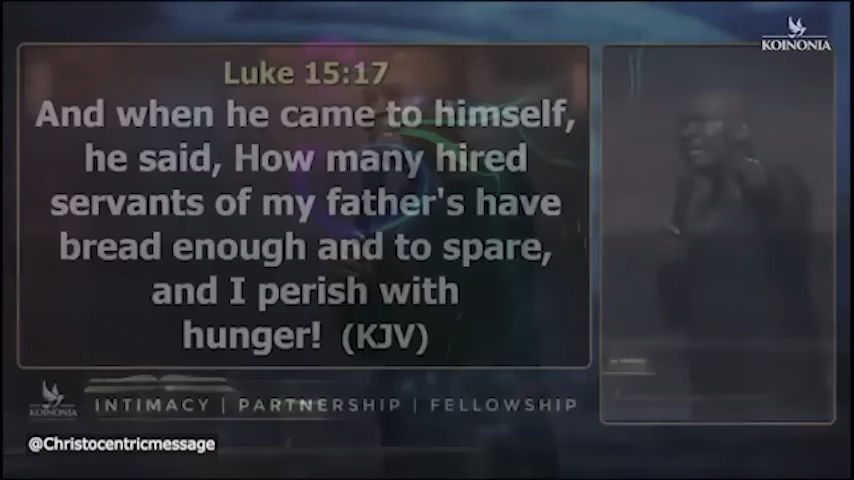 KOINONIA
Luke 15:17
And when he came to himself,
he said, How many hired
servants of my father's have
bread enough and to spare,
and I perish with
hunger! (KJV)
KOINONIA
INTIMACY | PARTNERSHIP | FELLOWSHIP
@Christocentricmessage